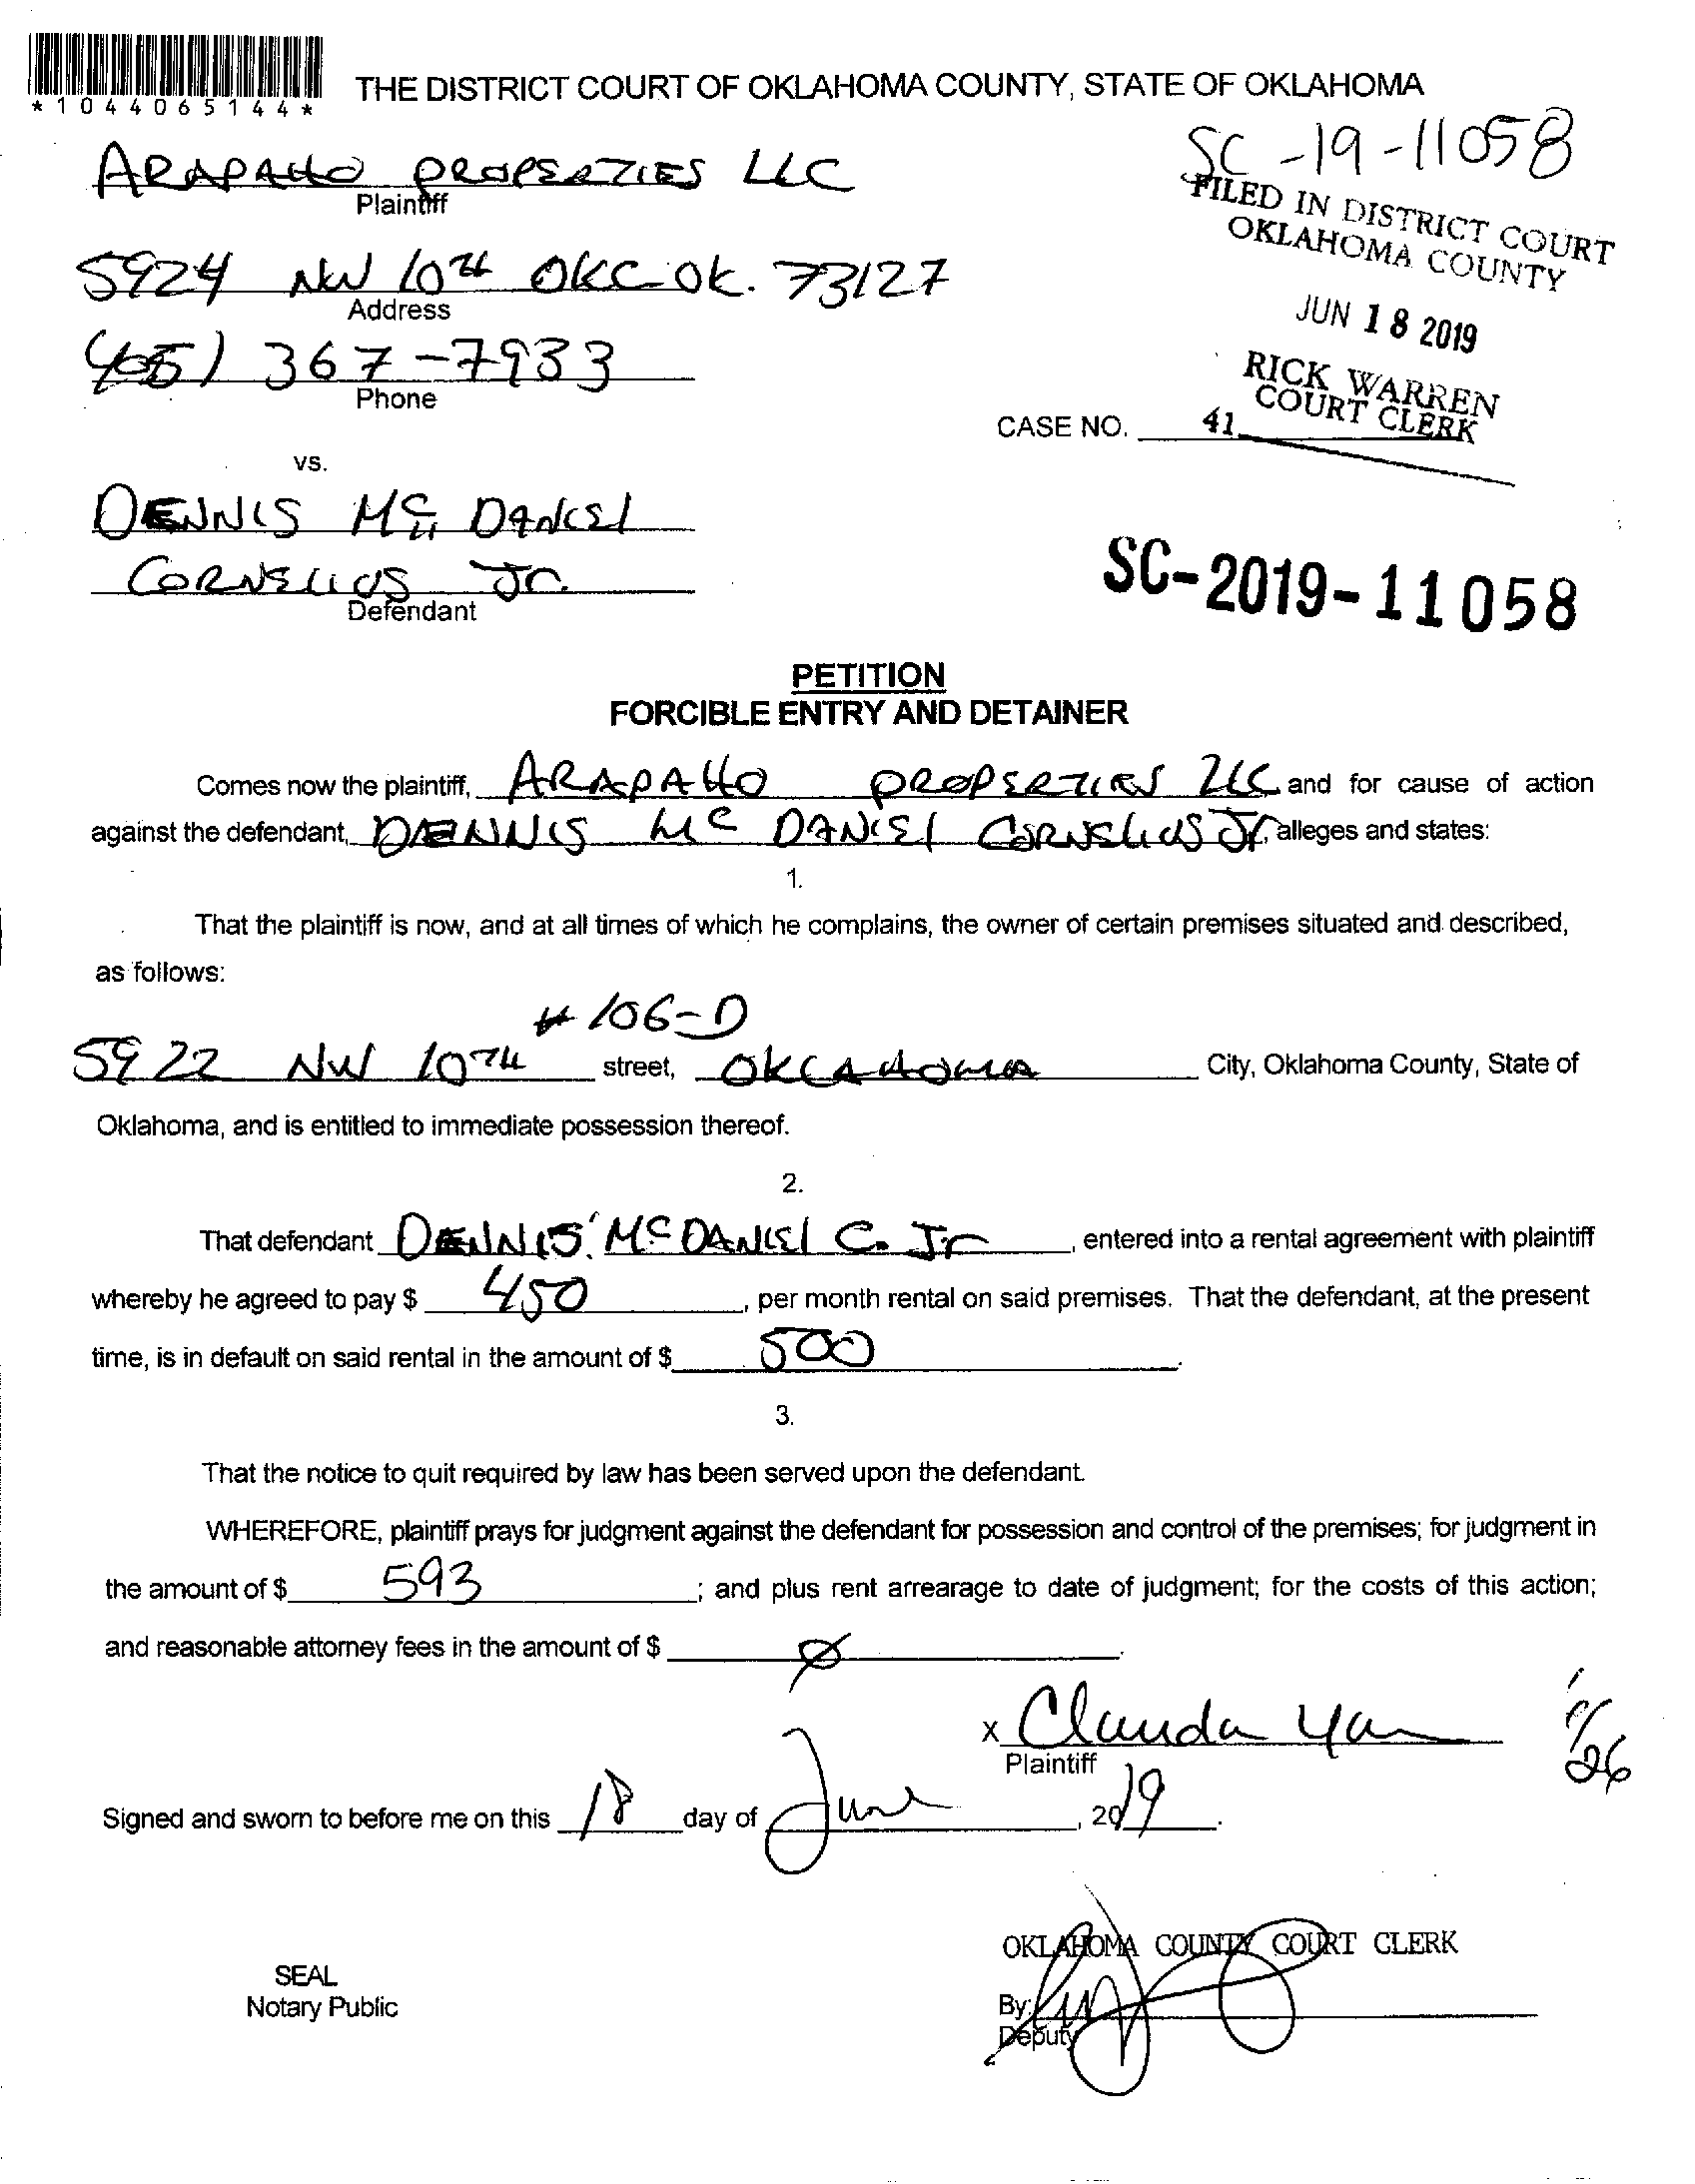 *1044065144*
THE DISTRICT COURT OF OKLAHOMA COUNTY, STATE OF OKLAHOMA
SC-19-11058
ARAPAHO PROPERTIES LLC
Plaintiff
FILED IN DISTRICT COURT
OKLAHOMA COUNTY
5924 NW 10TH OKC OK. 73127
Address
JUN 18 2019
(405) 367-7933
Phone
RICK WARREN
COURT CLERK
CASE NO. 41
vs.
DENNIS Mc DANIEl
CORNELIUS Jr.
Defendant
SC-2019-11058
PETITION
FORCIBLE ENTRY AND DETAINER
Comes now the plaintiff, ARAPAHO PROPERTIES LLC and for cause of action
against the defendant, DENNIS Mc DANIEl CORNELIUS Jr, alleges and states:
1.
That the plaintiff is now, and at all times of which he complains, the owner of certain premises situated and described,
as follows:
# 106-D
5922 NW 10TH street, OKLAHOMA City, Oklahoma County, State of
Oklahoma, and is entitled to immediate possession thereof.
2.
That defendant DENNIS McDANIEl C. Jr, entered into a rental agreement with plaintiff
whereby he agreed to pay $ 450, per month rental on said premises. That the defendant, at the present
time, is in default on said rental in the amount of $ 500.
3.
That the notice to quit required by law has been served upon the defendant.
WHEREFORE, plaintiff prays for judgment against the defendant for possession and control of the premises; for judgment in
the amount of $ 593; and plus rent arrearage to date of judgment; for the costs of this action;
and reasonable attorney fees in the amount of $ Ø.
X Clauda Yan
Plaintiff
Signed and sworn to before me on this 18 day of June, 2019.
OKLAHOMA COUNTY COURT CLERK
SEAL
Notary Public
By:
Deputy